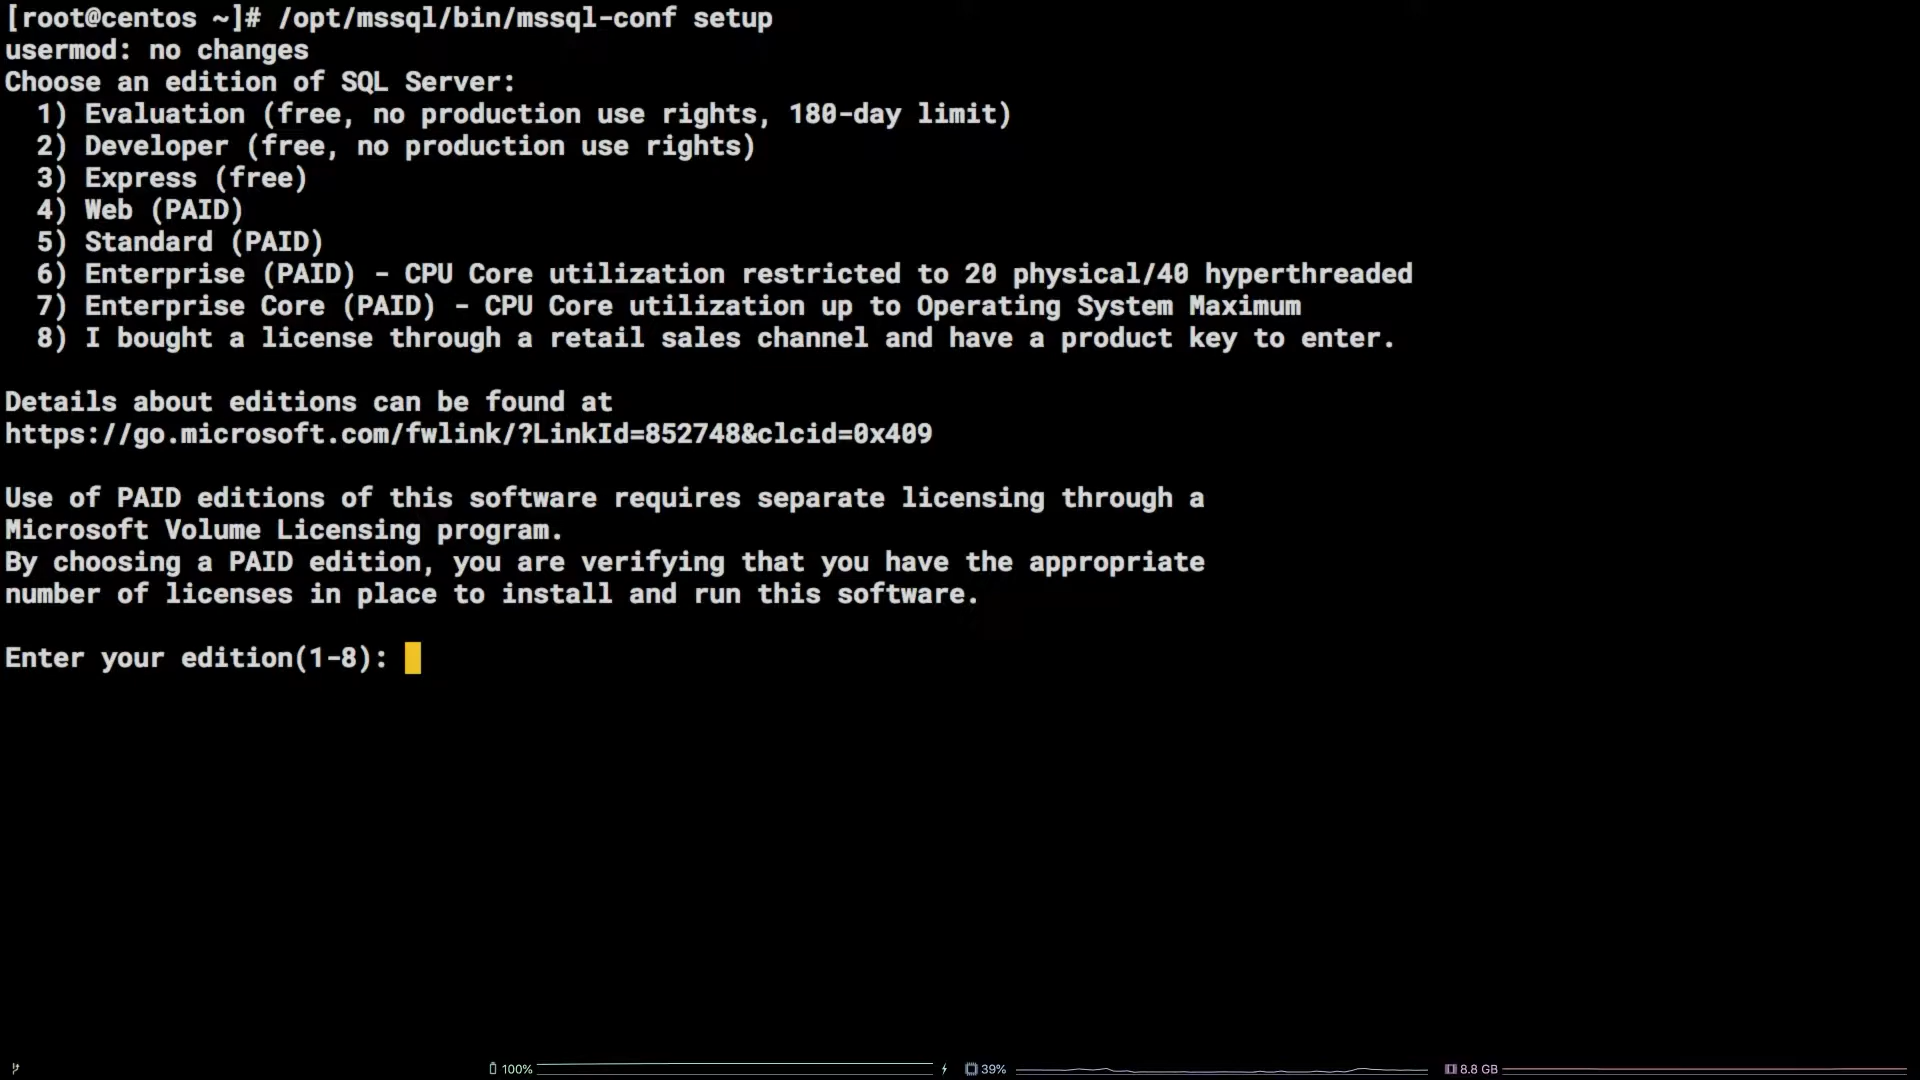 [root@centos ~]# /opt/mssql/bin/mssql-conf setup
usermod: no changes
Choose an edition of SQL Server:
  1) Evaluation (free, no production use rights, 180-day limit)
  2) Developer (free, no production use rights)
  3) Express (free)
  4) Web (PAID)
  5) Standard (PAID)
  6) Enterprise (PAID) - CPU Core utilization restricted to 20 physical/40 hyperthreaded
  7) Enterprise Core (PAID) - CPU Core utilization up to Operating System Maximum
  8) I bought a license through a retail sales channel and have a product key to enter.
Details about editions can be found at
https://go.microsoft.com/fwlink/?LinkId=852748&clcid=0x409
Use of PAID editions of this software requires separate licensing through a
Microsoft Volume Licensing program.
By choosing a PAID edition, you are verifying that you have the appropriate
number of licenses in place to install and run this software.
Enter your edition(1-8):
100% 39% 8.8 GB